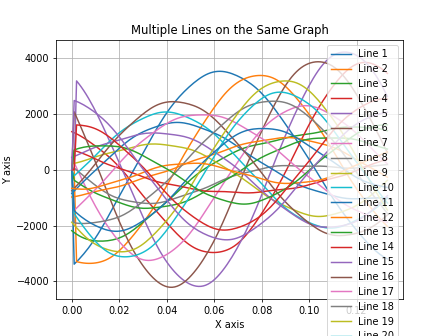 Multiple Lines on the Same Graph
Y axis
4000
2000
0
−2000
−4000
0.00
0.02
0.04
0.06
0.08
0.10
X axis
Line 1
Line 2
Line 3
Line 4
Line 5
Line 6
Line 7
Line 8
Line 9
Line 10
Line 11
Line 12
Line 13
Line 14
Line 15
Line 16
Line 17
Line 18
Line 19
Line 20